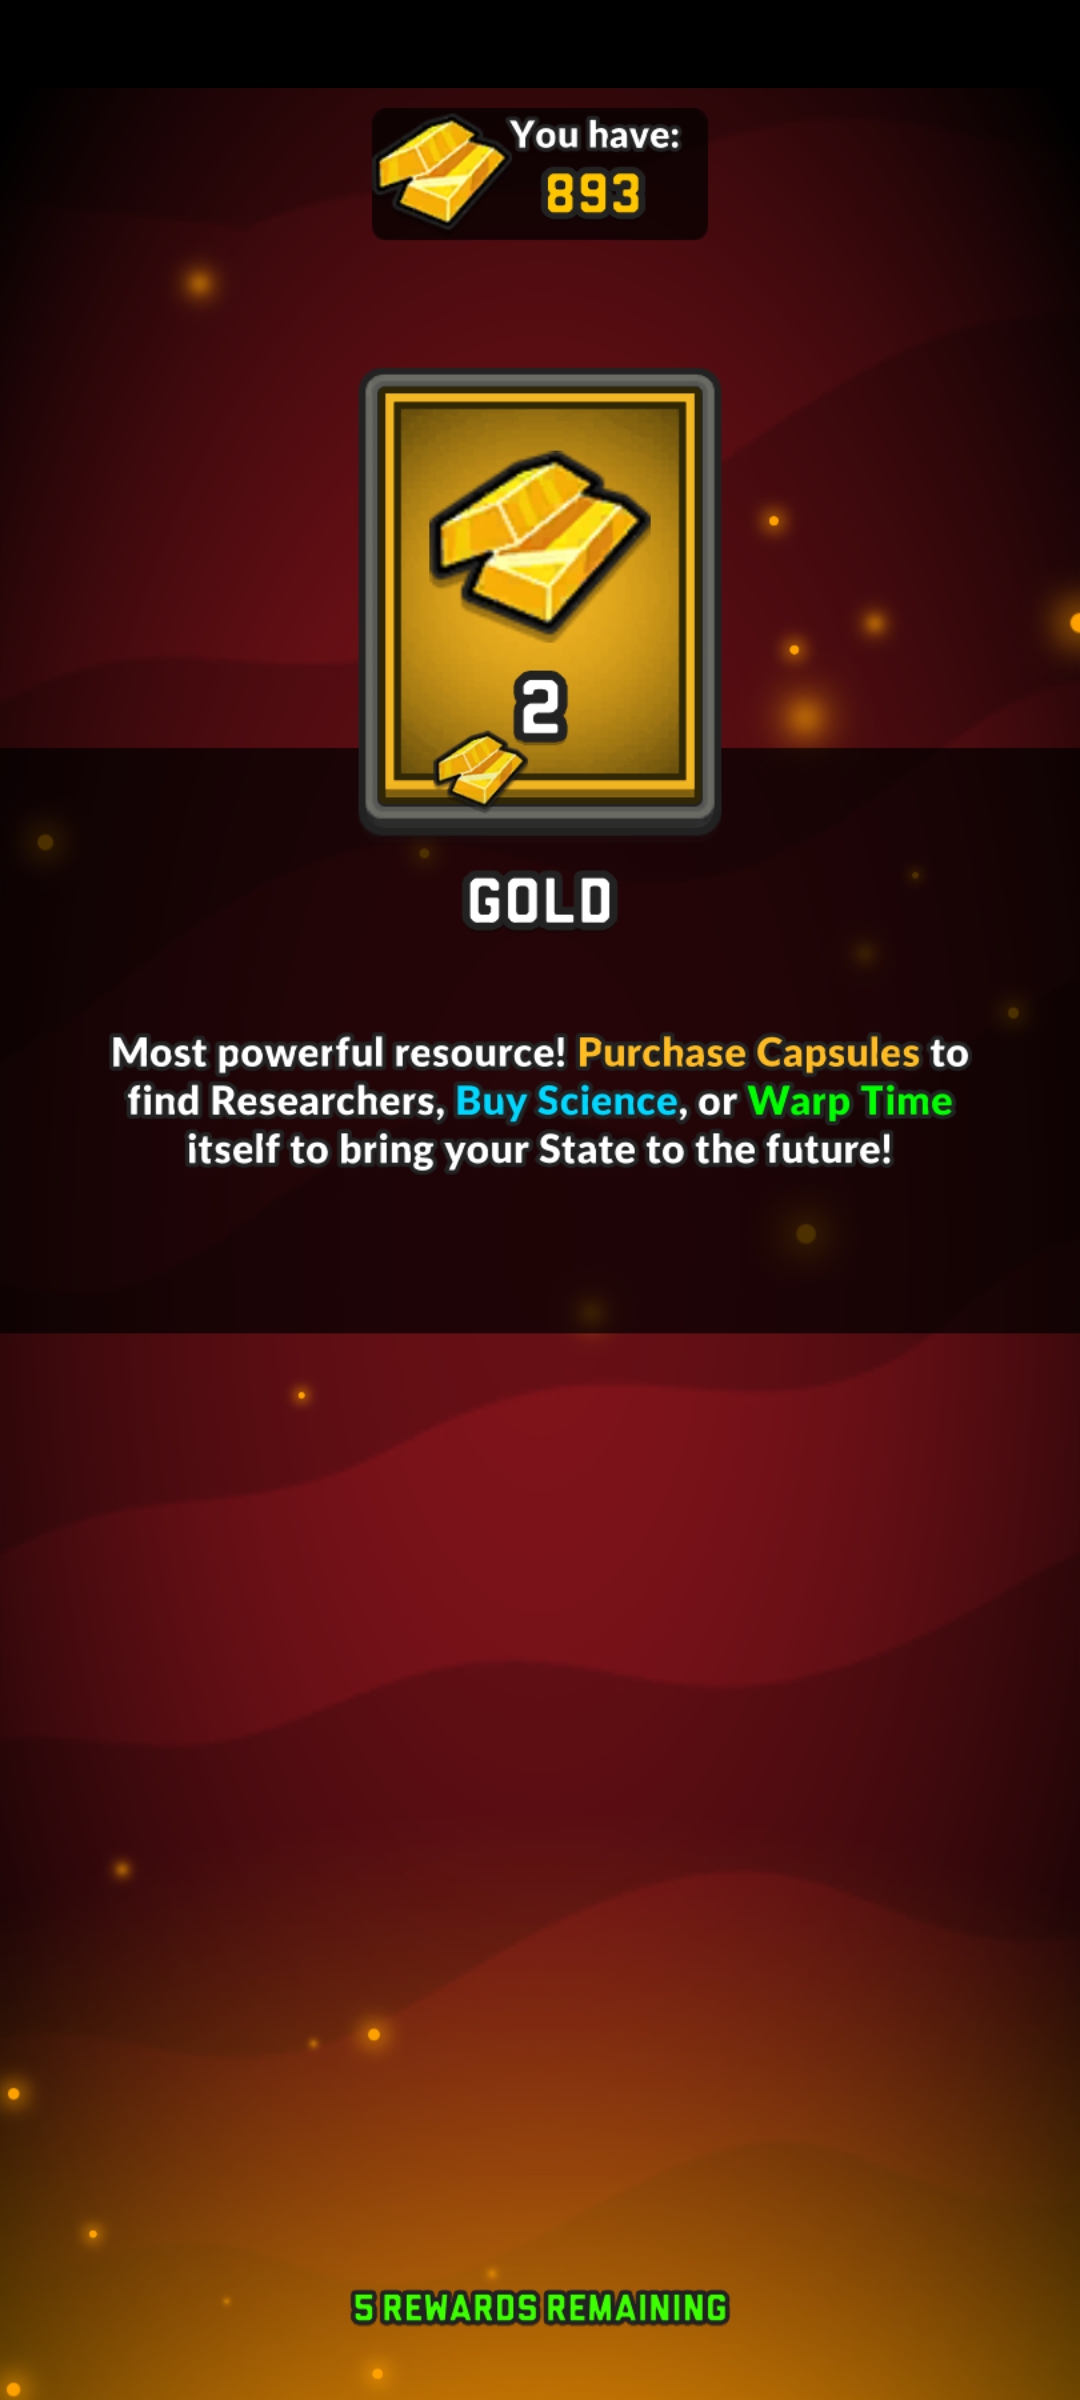 You have:
893
2
GOLD
Most powerful resource! Purchase Capsules to
find Researchers, Buy Science, or Warp Time
itself to bring your State to the future!
5 REWARDS REMAINING